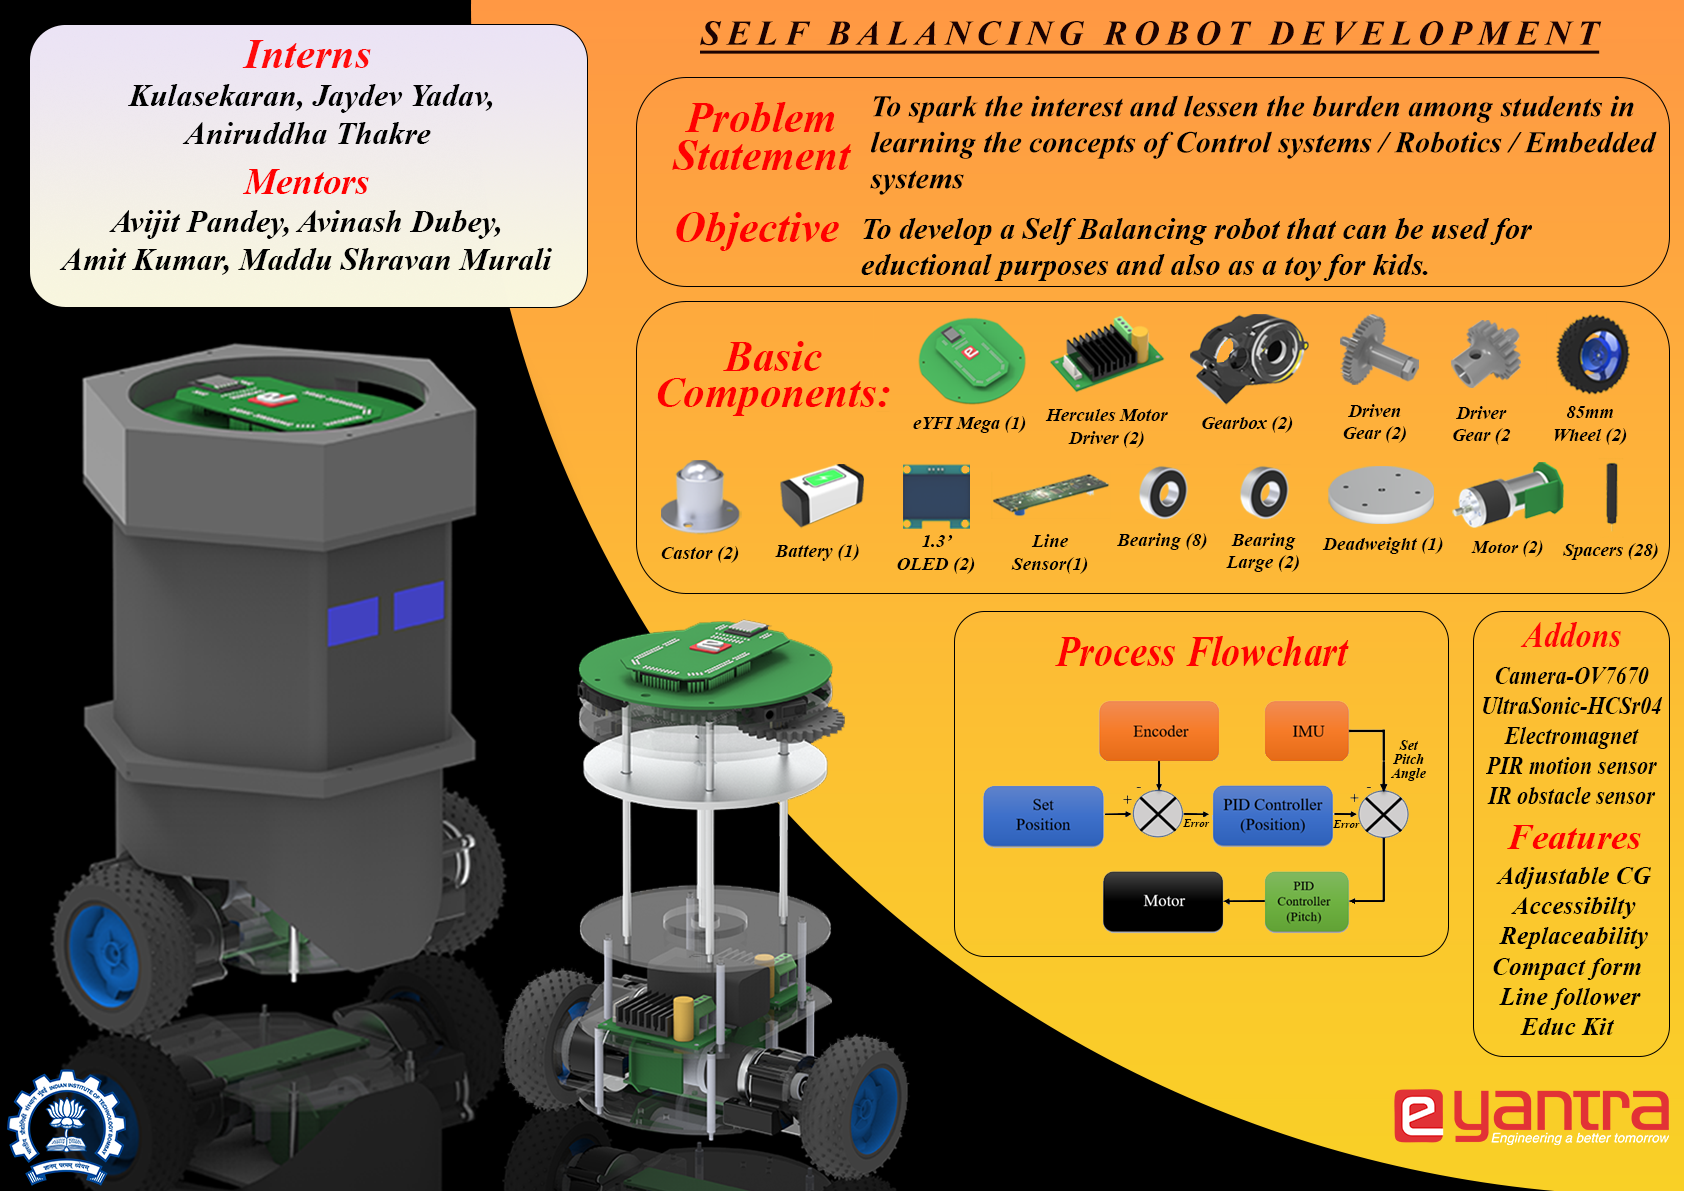 SELF BALANCING ROBOT DEVELOPMENT
Interns
Kulasekaran, Jaydev Yadav,
Aniruddha Thakre
Mentors
Avijit Pandey, Avinash Dubey,
Amit Kumar, Maddu Shravan Murali
Problem
Statement
To spark the interest and lessen the burden among students in
learning the concepts of Control systems / Robotics / Embedded
systems
Objective
To develop a Self Balancing robot that can be used for
eductional purposes and also as a toy for kids.
Basic
Components:
eYFI Mega (1)
Hercules Motor
Driver (2)
Gearbox (2)
Driven
Gear (2)
Driver
Gear (2
85mm
Wheel (2)
Castor (2)
Battery (1)
1.3’
OLED (2)
Line
Sensor(1)
Bearing (8)
Bearing
Large (2)
Deadweight (1)
Motor (2)
Spacers (28)
Process Flowchart
Encoder
IMU
Set
Pitch
Angle
Set
Position
+
-
Error
PID Controller
(Position)
+
-
Error
Motor
PID
Controller
(Pitch)
Addons
Camera-OV7670
UltraSonic-HCSr04
Electromagnet
PIR motion sensor
IR obstacle sensor
Features
Adjustable CG
Accessibilty
Replaceability
Compact form
Line follower
Educ Kit
INDIAN INSTITUTE OF TECHNOLOGY BOMBAY
ज्ञानम् परमम् ध्येयम्
e yantra
Engineering a better tomorrow